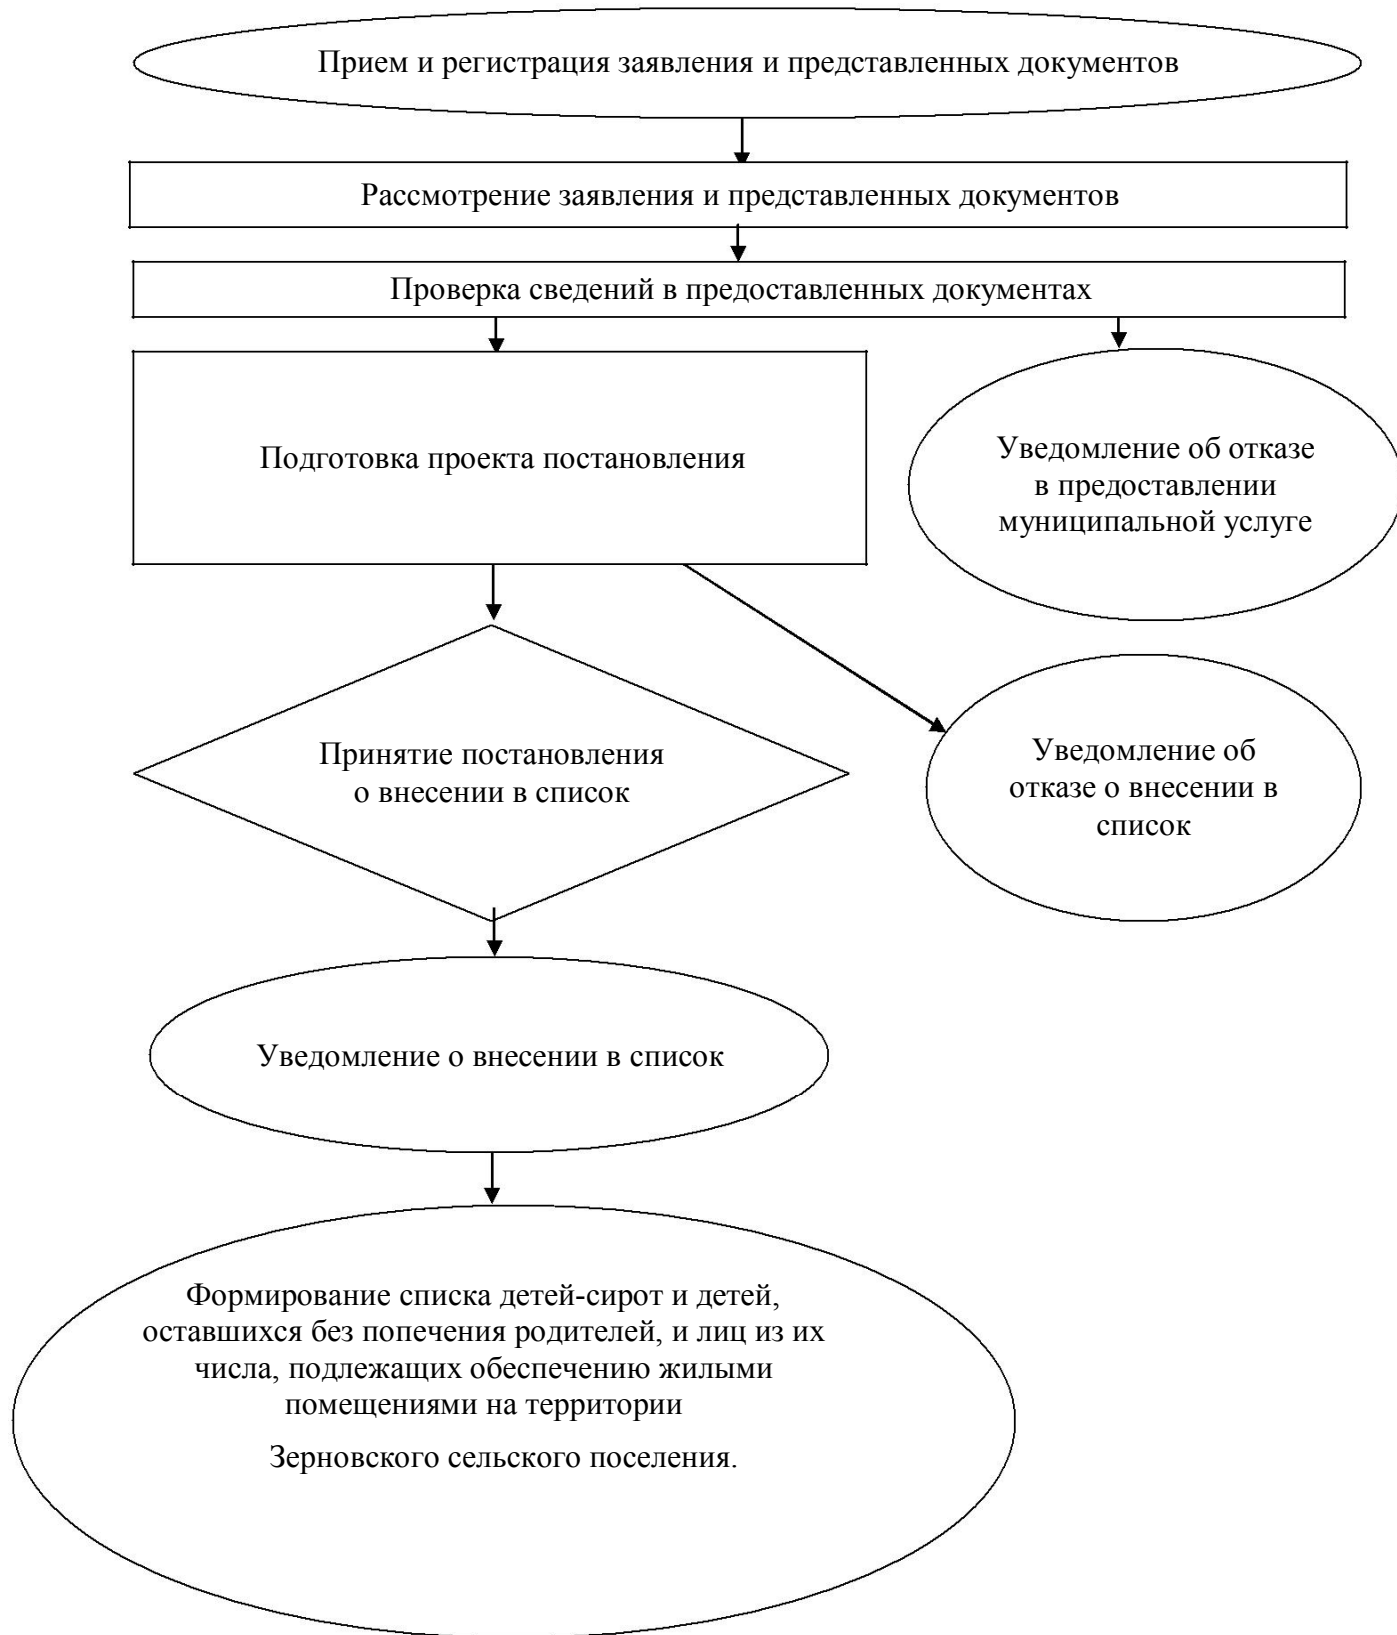 Прием и регистрация заявления и представленных документов
Рассмотрение заявления и представленных документов
Проверка сведений в предоставленных документах
Подготовка проекта постановления
Уведомление об отказе
в предоставлении
муниципальной услуге
Принятие постановления
о внесении в список
Уведомление об
отказе о внесении в
список
Уведомление о внесении в список
Формирование списка детей-сирот и детей,
оставшихся без попечения родителей, и лиц из их
числа, подлежащих обеспечению жилыми
помещениями на территории
Зерновского сельского поселения.